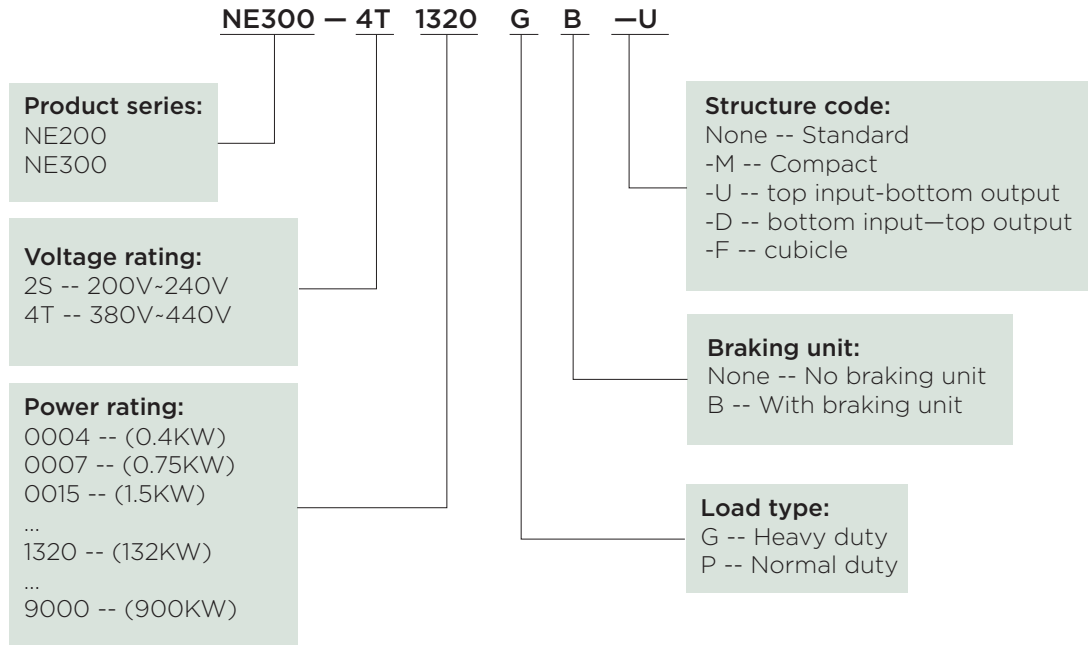 NE300 — 4T 1320 G B —U
Product series:
NE200
NE300
Voltage rating:
2S -- 200V~240V
4T -- 380V~440V
Power rating:
0004 -- (0.4KW)
0007 -- (0.75KW)
0015 -- (1.5KW)
...
1320 -- (132KW)
...
9000 -- (900KW)
Structure code:
None -- Standard
-M -- Compact
-U -- top input-bottom output
-D -- bottom input—top output
-F -- cubicle
Braking unit:
None -- No braking unit
B -- With braking unit
Load type:
G -- Heavy duty
P -- Normal duty